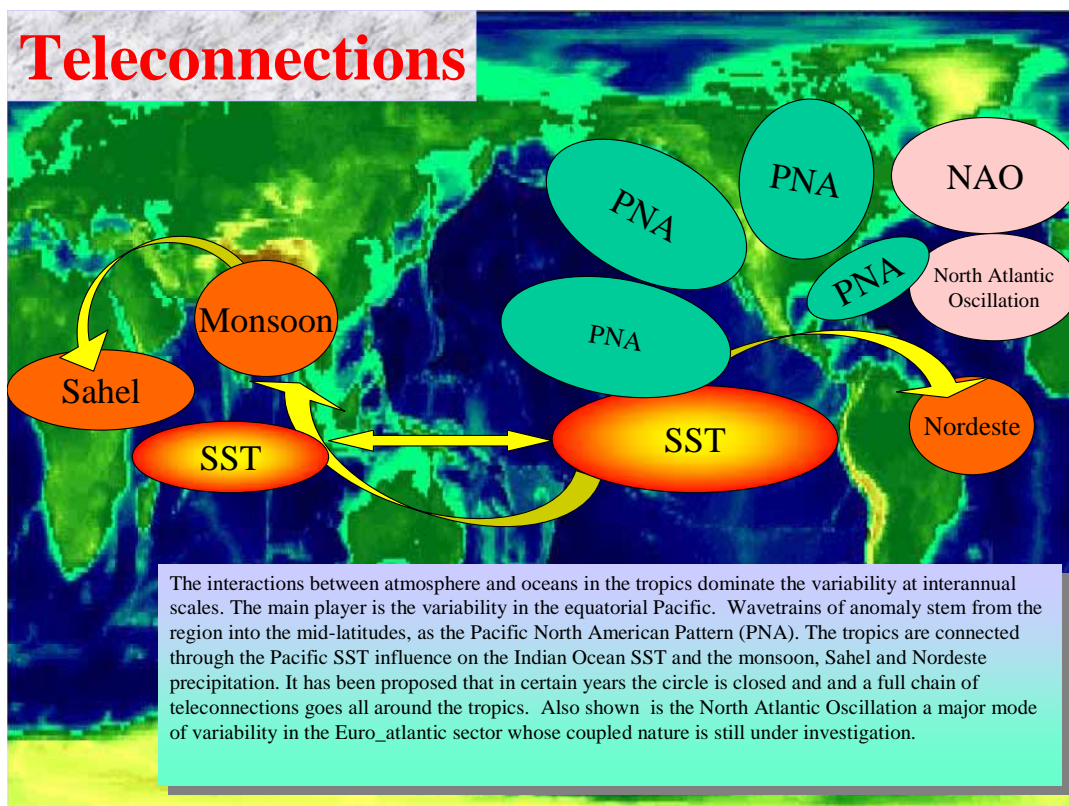 Teleconnections
PNA
PNA
NAO
PNA
North Atlantic
Oscillation
Monsoon
PNA
Sahel
SST
SST
Nordeste
The interactions between atmosphere and oceans in the tropics dominate the variability at interannual
scales. The main player is the variability in the equatorial Pacific.  Wavetrains of anomaly stem from the
region into the mid-latitudes, as the Pacific North American Pattern (PNA). The tropics are connected
through the Pacific SST influence on the Indian Ocean SST and the monsoon, Sahel and Nordeste
precipitation. It has been proposed that in certain years the circle is closed and and a full chain of
teleconnections goes all around the tropics.  Also shown  is the North Atlantic Oscillation a major mode
of variability in the Euro_atlantic sector whose coupled nature is still under investigation.